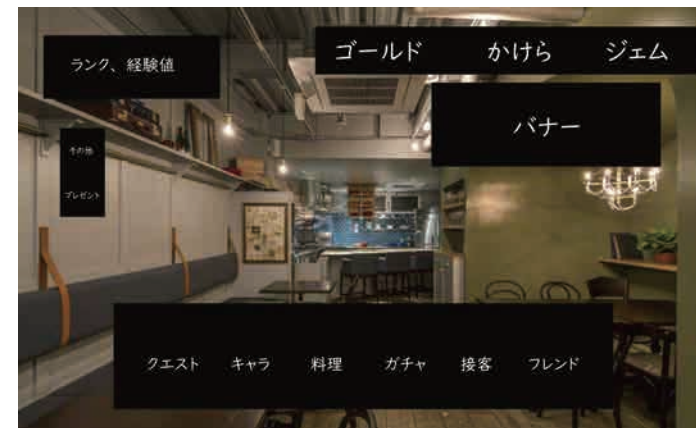 ランク、経験値
ゴールド かけら ジェム
バナー
その他
プレゼント
クエスト キャラ 料理 ガチャ 接客 フレンド